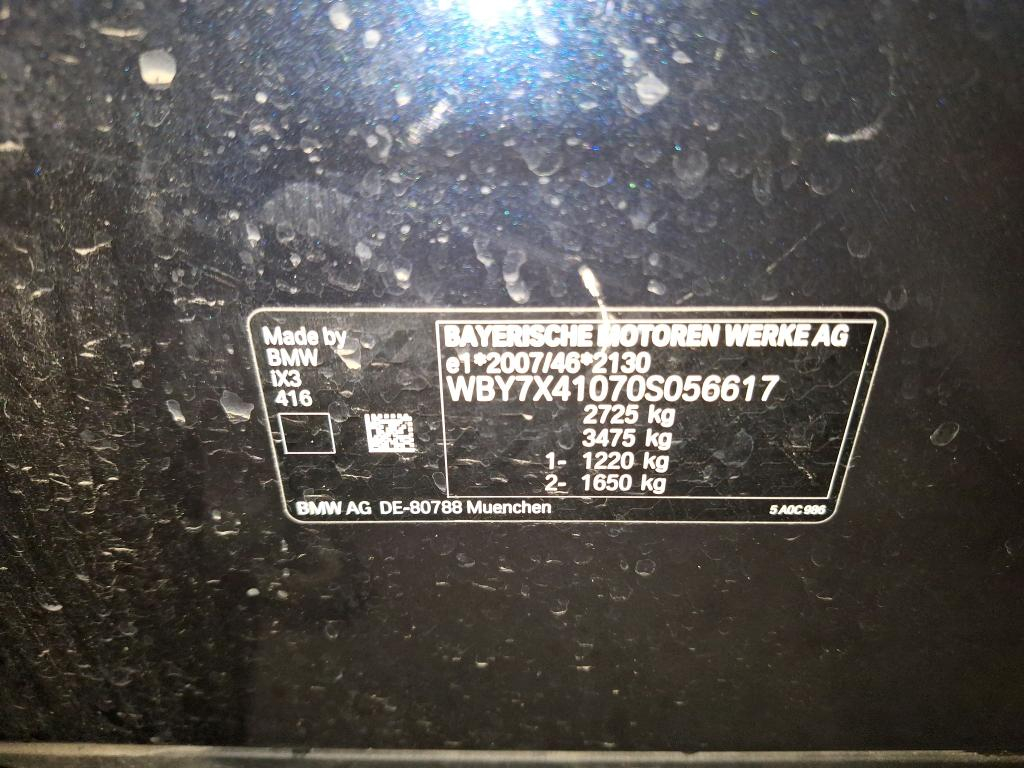 Made by
BMW
IX3
416
BAYERISCHE MOTOREN WERKE AG
e1*2007/46*2130
WBY7X41070S056617
2725 kg
3475 kg
1- 1220 kg
2- 1650 kg
BMW AG DE-80788 Muenchen
5 A0C 986